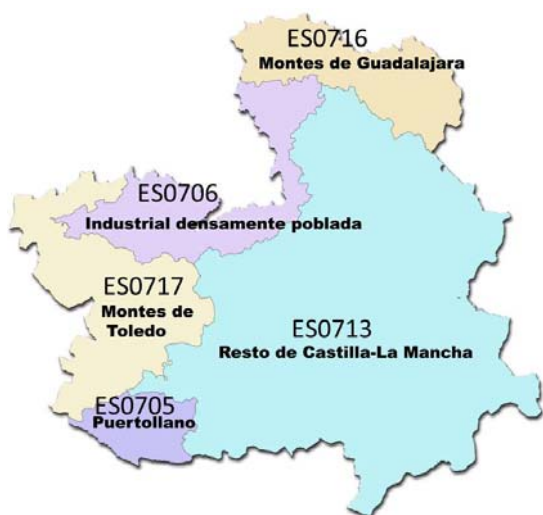 ES0716
Montes de Guadalajara
ES0706
Industrial densamente poblada
ES0717
Montes de
Toledo
ES0713
Resto de Castilla-La Mancha
ES0705
Puertollano